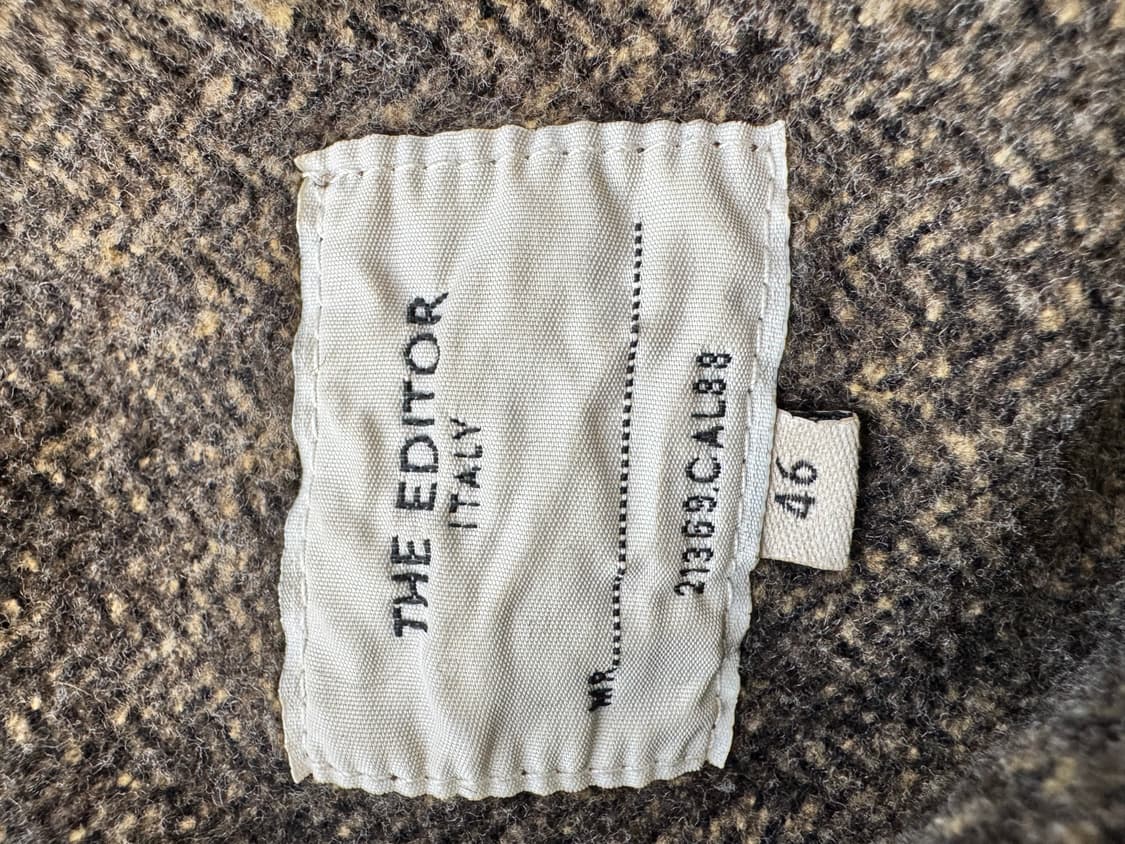 THE EDITOR
ITALY
MR.
21369.CAL88
46